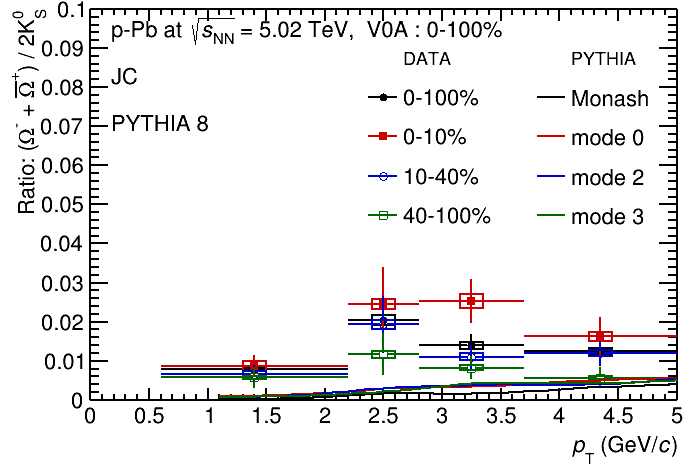 p-Pb at √s_NN = 5.02 TeV, V0A : 0-100%
JC
PYTHIA 8
DATA PYTHIA
0-100% Monash
0-10% mode 0
10-40% mode 2
40-100% mode 3
Ratio: (Ω⁻ + Ω̅⁺) / 2K⁰_S
0.1
0.09
0.08
0.07
0.06
0.05
0.04
0.03
0.02
0.01
0
0 0.5 1 1.5 2 2.5 3 3.5 4 4.5 5
p_T (GeV/c)